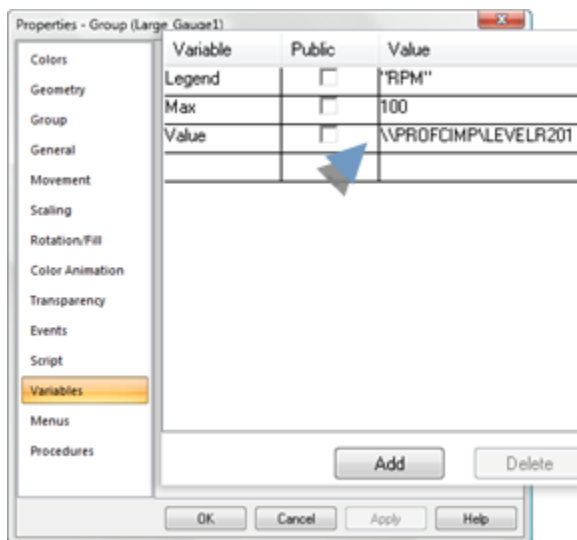 Properties - Group (Large_Gauge1)
Colors
Geometry
Group
General
Movement
Scaling
Rotation/Fill
Color Animation
Transparency
Events
Script
Variables
Menus
Procedures
Variable Public Value
Legend "RPM"
Max 100
Value \\PROFCIMP\LEVELR201
Add Delete
OK Cancel Apply Help